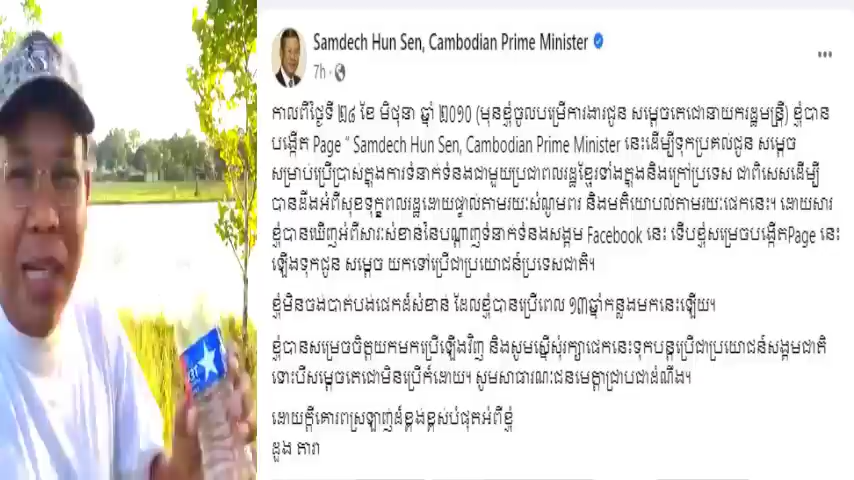 Samdech Hun Sen, Cambodian Prime Minister
7h
កាលពីថ្ងៃទី ២៤ ខែ មិថុនា ឆ្នាំ ២០១០ (មុនខ្ញុំចូលបម្រើការងារជូន សម្តេចតេជោនាយករដ្ឋមន្ត្រី) ខ្ញុំបាន
បង្កើត Page " Samdech Hun Sen, Cambodian Prime Minister នេះដើម្បីទុកប្រគល់ជូន សម្តេច
សម្រាប់ប្រើប្រាស់ក្នុងការទំនាក់ទំនងជាមួយប្រជាពលរដ្ឋខ្មែរទាំងក្នុងនិងក្រៅប្រទេស ជាពិសេសដើម្បី
បានដឹងអំពីសុខទុក្ខពលរដ្ឋដោយផ្ទាល់តាមរយៈសំណូមពរ និងមតិយោបល់តាមរយៈផេកនេះ។ ដោយសារ
ខ្ញុំបានឃើញអំពីសារៈសំខាន់នៃបណ្តាញទំនាក់ទំនងសង្គម Facebook នេះ ទើបខ្ញុំសម្រេចបង្កើតPage នេះ
ឡើងទុកជូន សម្តេច យកទៅប្រើជាប្រយោជន៍ប្រទេសជាតិ។
ខ្ញុំមិនចង់បាត់បង់ផេកដ៏សំខាន់ ដែលខ្ញុំបានប្រើពេល ១៣ឆ្នាំកន្លងមកនេះឡើយ។
ខ្ញុំបានសម្រេចចិត្តយកមកប្រើឡើងវិញ និងសូមស្នើសុំរក្សាផេកនេះទុកបន្តប្រើជាប្រយោជន៍សង្គមជាតិ
ទោះបីសម្តេចតេជោមិនប្រើក៏ដោយ។ សូមសាធារណៈជនមេត្តាជ្រាបជាដំណឹង។
ដោយក្តីគោរពស្រឡាញ់ដ៏ខ្ពង់ខ្ពស់បំផុតអំពីខ្ញុំ
ដួង តារា